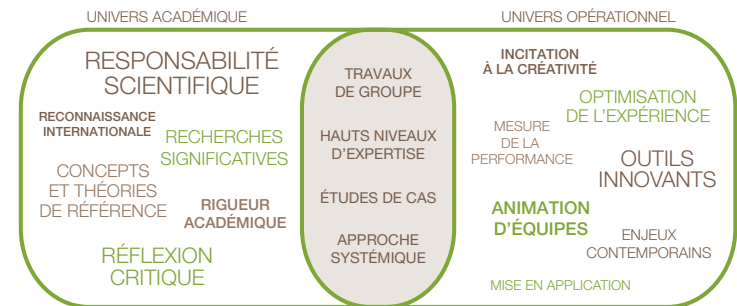 UNIVERS ACADÉMIQUE
UNIVERS OPÉRATIONNEL
RESPONSABILITÉ
SCIENTIFIQUE
RECONNAISSANCE
INTERNATIONALE
RECHERCHES
SIGNIFICATIVES
CONCEPTS
ET THÉORIES
DE RÉFÉRENCE
RIGUEUR
ACADÉMIQUE
RÉFLEXION
CRITIQUE
TRAVAUX
DE GROUPE
HAUTS NIVEAUX
D'EXPERTISE
ÉTUDES DE CAS
APPROCHE
SYSTÉMIQUE
INCITATION
À LA CRÉATIVITÉ
OPTIMISATION
DE L'EXPÉRIENCE
MESURE
DE LA
PERFORMANCE
OUTILS
INNOVANTS
ANIMATION
D'ÉQUIPES
ENJEUX
CONTEMPORAINS
MISE EN APPLICATION